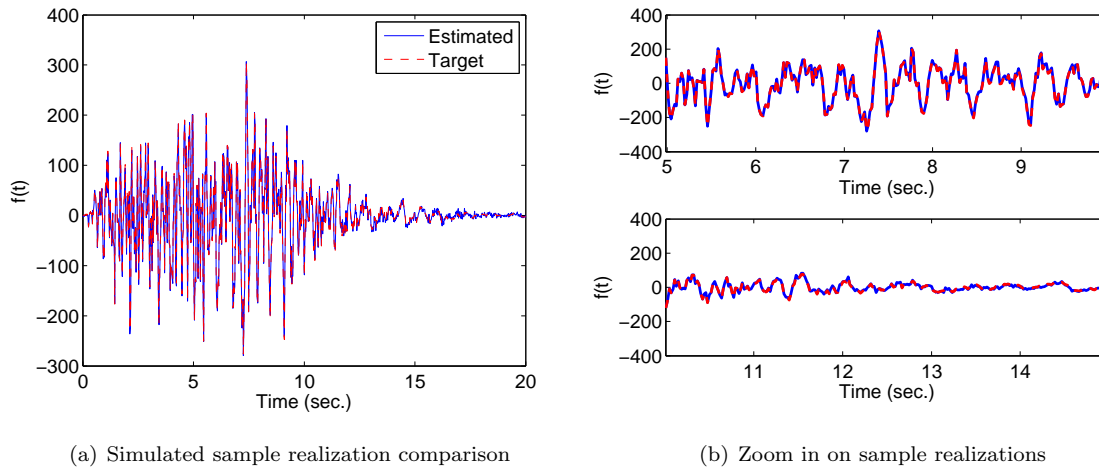 400
300
200
100
0
−100
−200
−300
f(t)
0 5 10 15 20
Time (sec.)
Estimated
Target
400
200
0
−200
−400
f(t)
5 6 7 8 9
Time (sec.)
400
200
0
−200
−400
f(t)
11 12 13 14
Time (sec.)
(a) Simulated sample realization comparison
(b) Zoom in on sample realizations